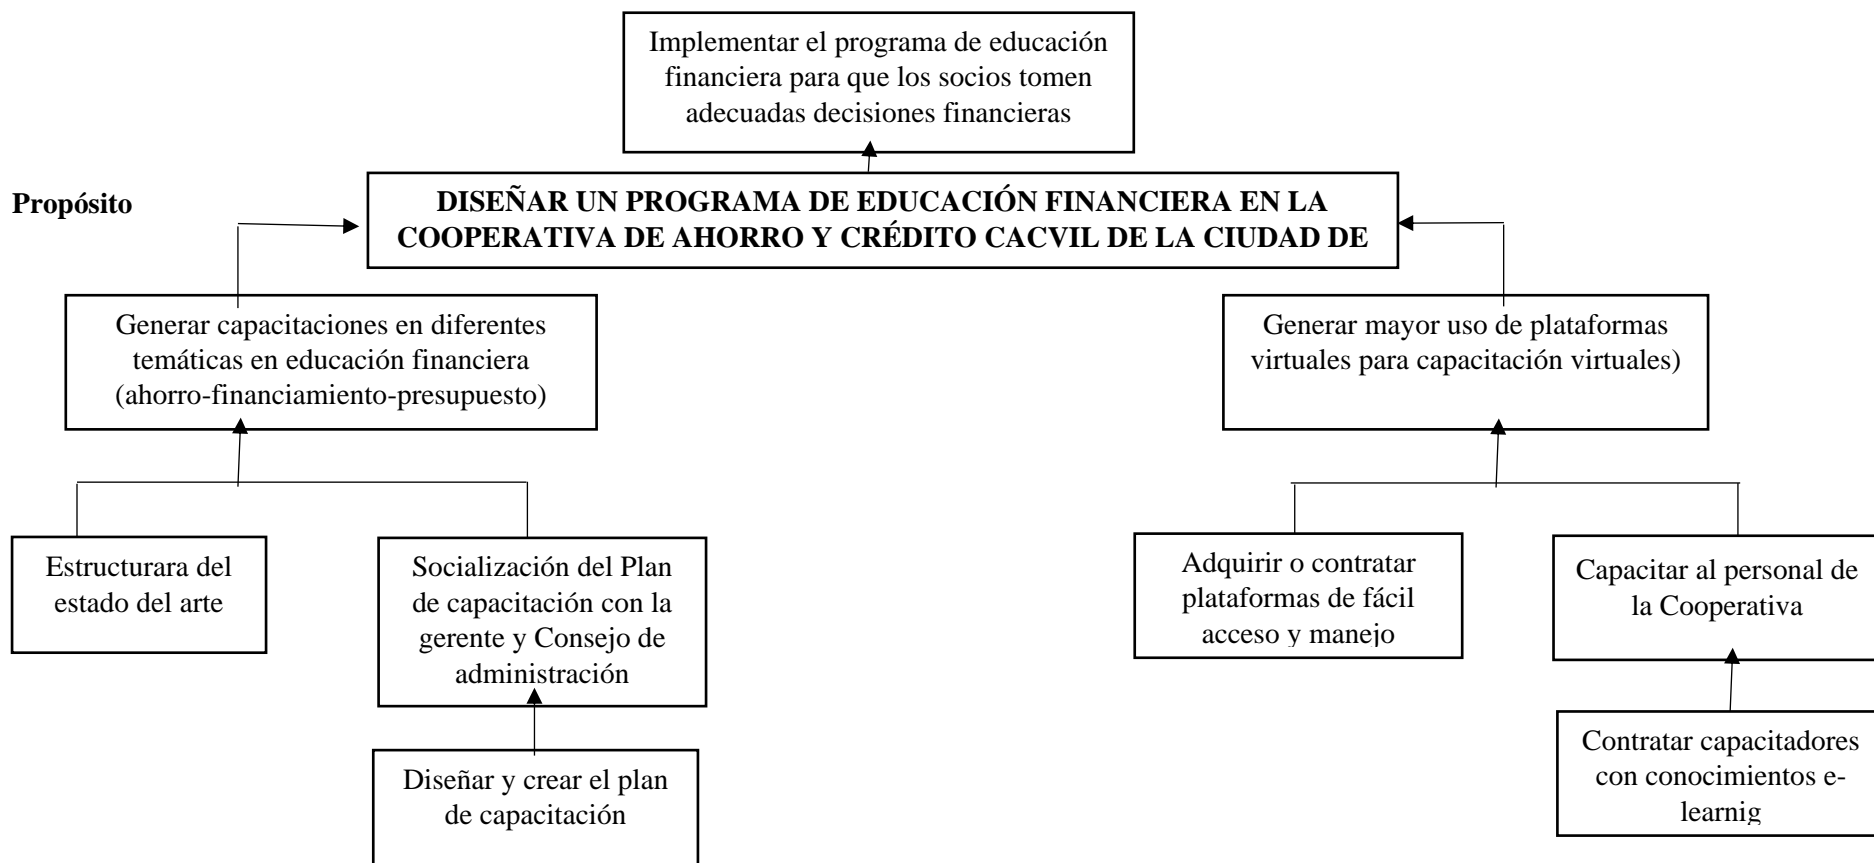 Implementar el programa de educación
financiera para que los socios tomen
adecuadas decisiones financieras
Propósito
DISEÑAR UN PROGRAMA DE EDUCACIÓN FINANCIERA EN LA
COOPERATIVA DE AHORRO Y CRÉDITO CACVIL DE LA CIUDAD DE
Generar capacitaciones en diferentes
temáticas en educación financiera
(ahorro-financiamiento-presupuesto)
Generar mayor uso de plataformas
virtuales para capacitación virtuales)
Estructurara del
estado del arte
Socialización del Plan
de capacitación con la
gerente y Consejo de
administración
Adquirir o contratar
plataformas de fácil
acceso y manejo
Capacitar al personal de
la Cooperativa
Diseñar y crear el plan
de capacitación
Contratar capacitadores
con conocimientos e-
learnig